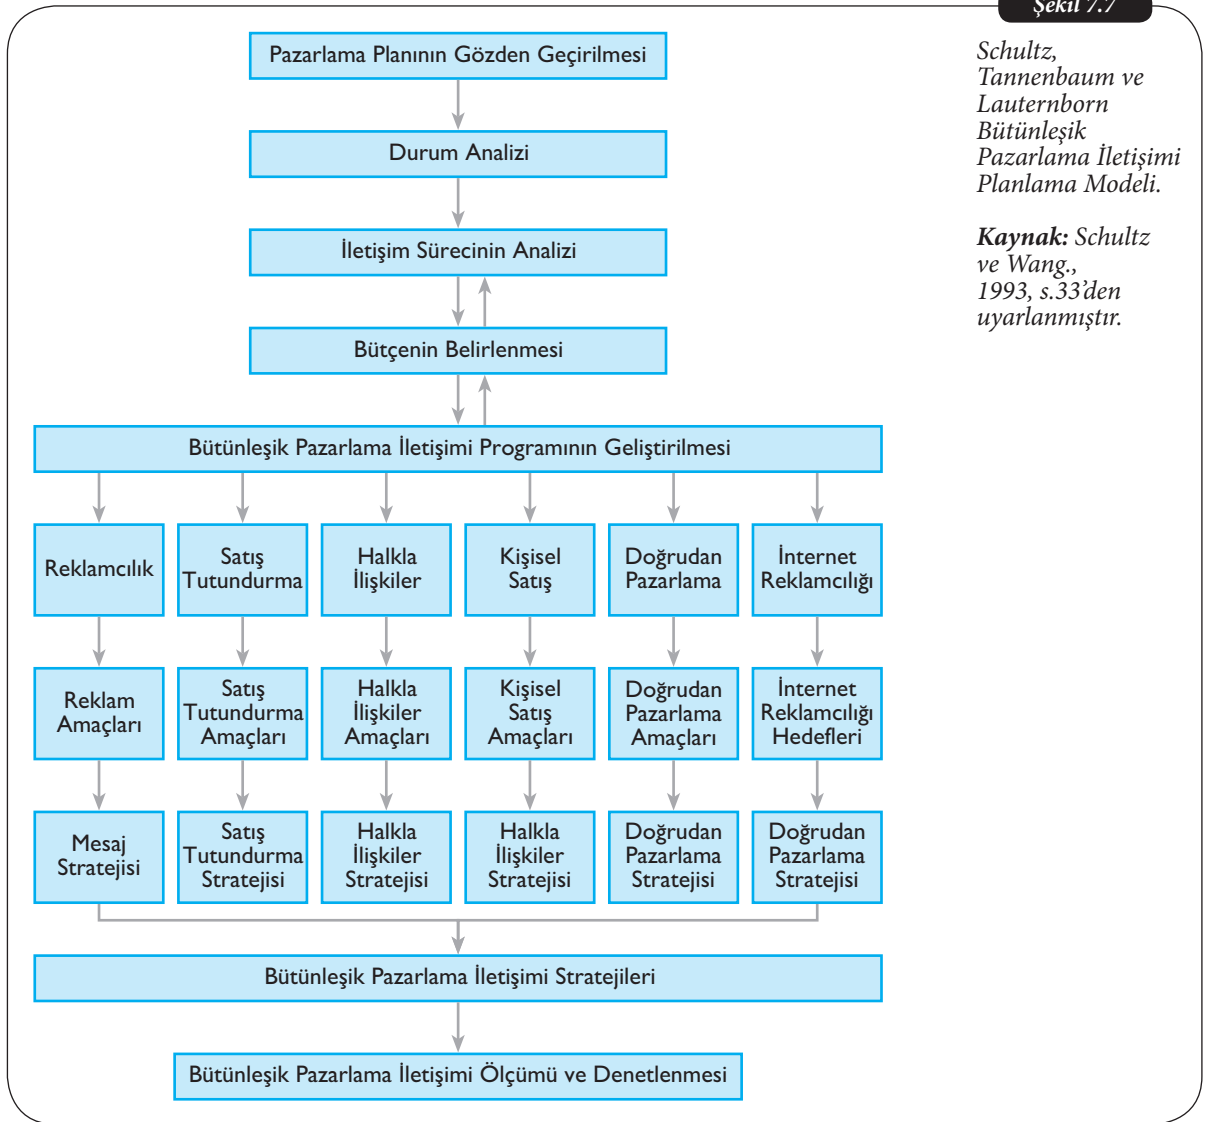 Şekil 7.7
Schultz,
Tannenbaum ve
Lauternborn
Bütünleşik
Pazarlama İletişimi
Planlama Modeli.
Kaynak: Schultz
ve Wang.,
1993, s.33'den
uyarlanmıştır.
Pazarlama Planının Gözden Geçirilmesi
Durum Analizi
İletişim Sürecinin Analizi
Bütçenin Belirlenmesi
Bütünleşik Pazarlama İletişimi Programının Geliştirilmesi
Reklamcılık
Satış
Tutundurma
Halkla
İlişkiler
Kişisel
Satış
Doğrudan
Pazarlama
İnternet
Reklamcılığı
Reklam
Amaçları
Satış
Tutundurma
Amaçları
Halkla
İlişkiler
Amaçları
Kişisel
Satış
Amaçları
Doğrudan
Pazarlama
Amaçları
İnternet
Reklamcılığı
Hedefleri
Mesaj
Stratejisi
Satış
Tutundurma
Stratejisi
Halkla
İlişkiler
Stratejisi
Halkla
İlişkiler
Stratejisi
Doğrudan
Pazarlama
Stratejisi
Doğrudan
Pazarlama
Stratejisi
Bütünleşik Pazarlama İletişimi Stratejileri
Bütünleşik Pazarlama İletişimi Ölçümü ve Denetlenmesi